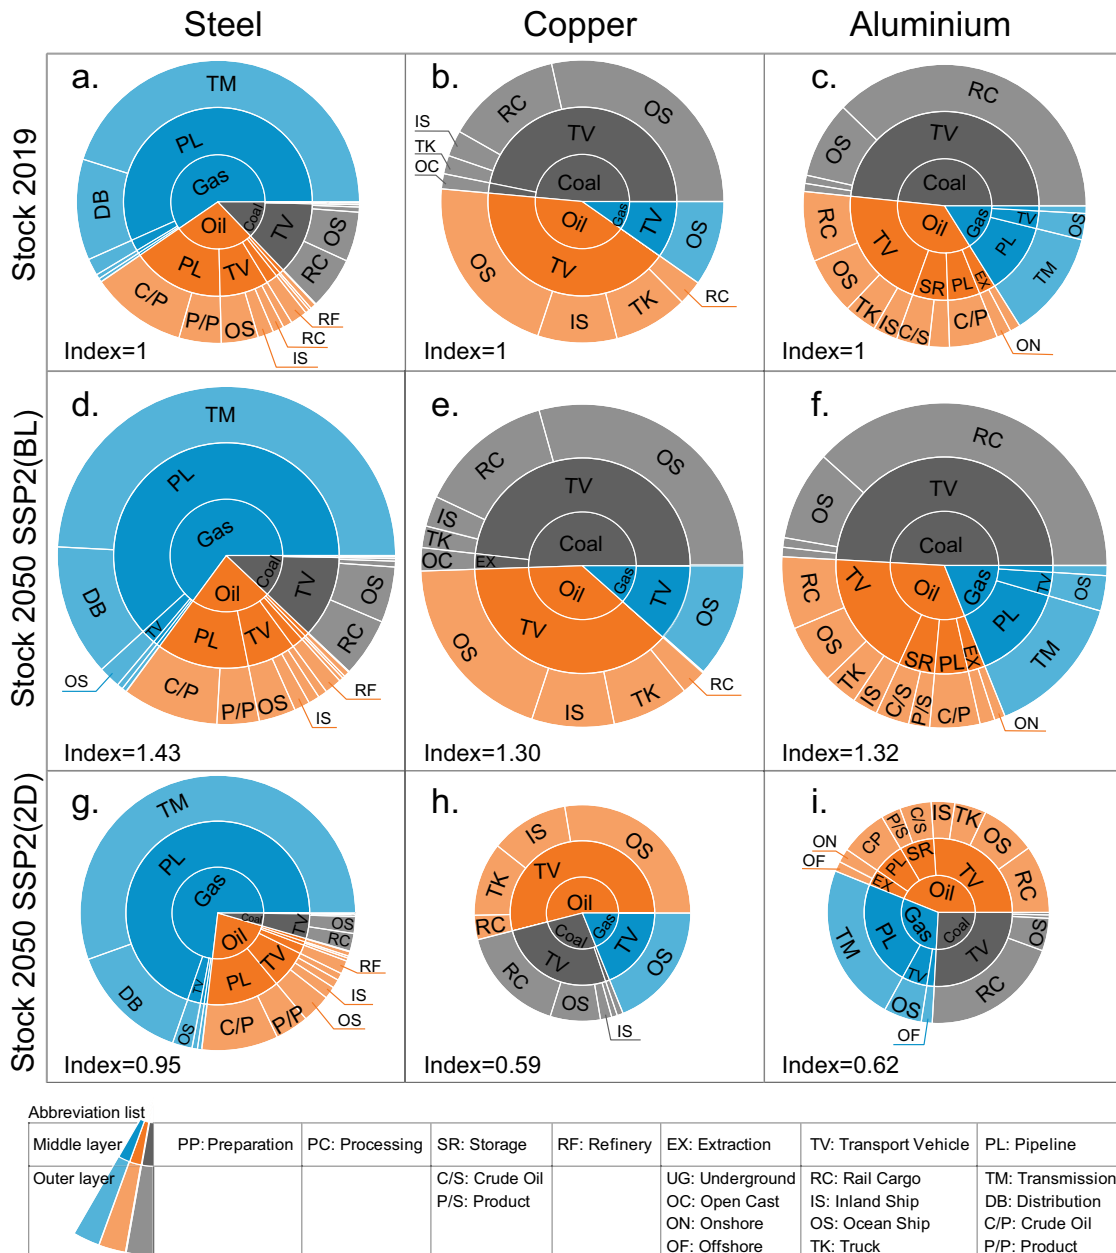 Steel Copper Aluminium
Stock 2019
a.
TM
PL
Gas
DB
Oil
Coal
TV
OS
RC
PL
TV
C/P
P/P
OS
RF
RC
IS
Index=1
b.
RC
OS
IS
TV
TK
OC
Coal
Oil
Gas
TV
OS
TV
OS
IS
TK
RC
Index=1
c.
RC
OS
TV
Coal
RC
Oil
Gas
TV
OS
TV
PL
TM
SR
PL
EX
OS
TK
IS
C/S
C/P
ON
Index=1
Stock 2050 SSP2(BL)
d.
TM
PL
Gas
Coal
TV
OS
DB
Oil
TV
PL
TV
RC
OS
C/P
P/P
OS
IS
RF
Index=1.43
e.
RC
OS
TV
IS
TK
OC
EX
Coal
Oil
Gas
TV
OS
TV
OS
IS
TK
RC
Index=1.30
f.
RC
OS
TV
Coal
RC
TV
Oil
Gas
TV
OS
PL
TM
SR
PL
EX
OS
TK
IS
C/S
P/S
C/P
ON
Index=1.32
Stock 2050 SSP2(2D)
g.
TM
PL
Gas
Coal
TV
OS
RC
Oil
TV
PL
TV
DB
OS
C/P
P/P
RF
IS
OS
Index=0.95
h.
IS
OS
TK
TV
RC
Oil
Coal
Gas
TV
TV
OS
RC
OS
IS
Index=0.59
i.
ON
OF
CP
P/S
C/S
IS
TK
OS
RC
EX
PL
SR
TV
Oil
Gas
Coal
PL
TM
TV
TV
OS
OS
RC
OF
Index=0.62
Abbreviation list
Middle layer PP: Preparation PC: Processing SR: Storage RF: Refinery EX: Extraction TV: Transport Vehicle PL: Pipeline
Outer layer C/S: Crude Oil UG: Underground RC: Rail Cargo TM: Transmission
P/S: Product OC: Open Cast IS: Inland Ship DB: Distribution
ON: Onshore OS: Ocean Ship C/P: Crude Oil
OF: Offshore TK: Truck P/P: Product